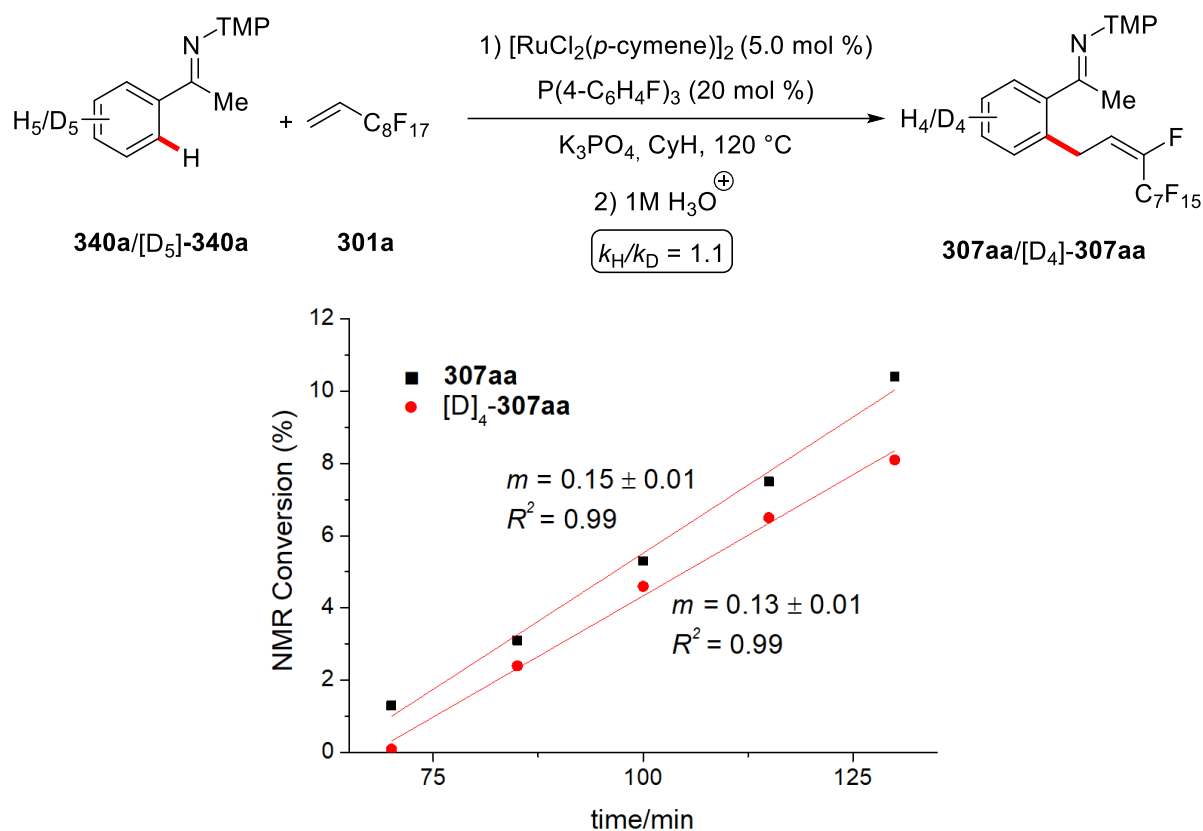 N TMP
Me
H5/D5
H
+
C8F17
1) [RuCl2(p-cymene)]2 (5.0 mol %)
P(4-C6H4F)3 (20 mol %)
K3PO4, CyH, 120 °C
2) 1M H3O⊕
kH/kD = 1.1
N TMP
Me
H4/D4
F
C7F15
340a/[D5]-340a
301a
307aa/[D4]-307aa
NMR Conversion (%)
12
10
8
6
4
2
0
307aa
[D]4-307aa
m = 0.15 ± 0.01
R2 = 0.99
m = 0.13 ± 0.01
R2 = 0.99
75 100 125
time/min